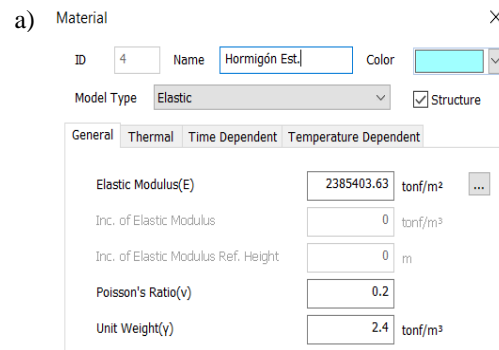 a) Material X
ID 4 Name Hormigón Est. Color
Model Type Elastic Structure
General Thermal Time Dependent Temperature Dependent
Elastic Modulus(E) 2385403.63 tonf/m² ...
Inc. of Elastic Modulus 0 tonf/m³
Inc. of Elastic Modulus Ref. Height 0 m
Poisson's Ratio(ν) 0.2
Unit Weight(γ) 2.4 tonf/m³